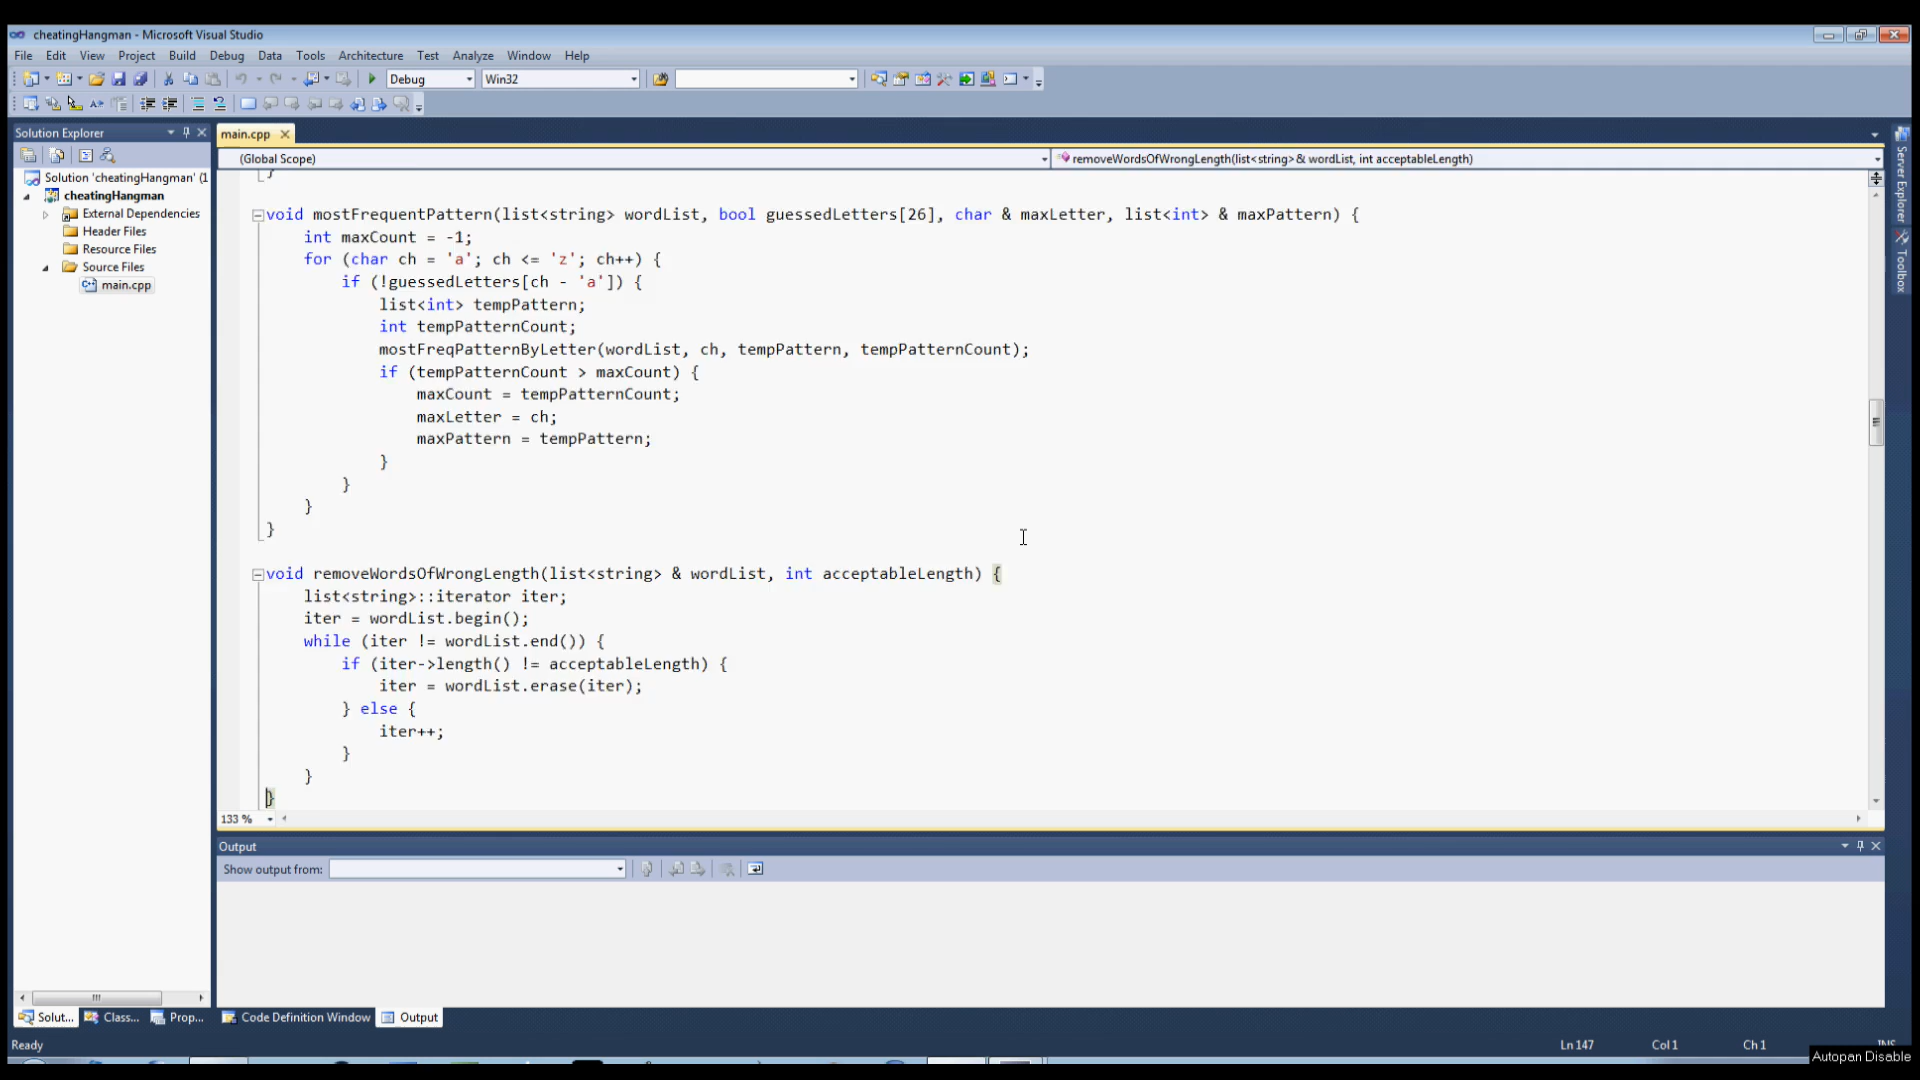 cheatingHangman - Microsoft Visual Studio
File Edit View Project Build Debug Data Tools Architecture Test Analyze Window Help
Debug Win32
Solution Explorer
main.cpp
(Global Scope) removeWordsOfWrongLength(list<string> & wordList, int acceptableLength)
Solution 'cheatingHangman' (1
cheatingHangman
External Dependencies
Header Files
Resource Files
Source Files
main.cpp
}
void mostFrequentPattern(list<string> wordList, bool guessedLetters[26], char & maxLetter, list<int> & maxPattern) {
int maxCount = -1;
for (char ch = 'a'; ch <= 'z'; ch++) {
if (!guessedLetters[ch - 'a']) {
list<int> tempPattern;
int tempPatternCount;
mostFreqPatternByLetter(wordList, ch, tempPattern, tempPatternCount);
if (tempPatternCount > maxCount) {
maxCount = tempPatternCount;
maxLetter = ch;
maxPattern = tempPattern;
}
}
}
}
void removeWordsOfWrongLength(list<string> & wordList, int acceptableLength) {
list<string>::iterator iter;
iter = wordList.begin();
while (iter != wordList.end()) {
if (iter->length() != acceptableLength) {
iter = wordList.erase(iter);
} else {
iter++;
}
}
}
133 %
Server Explorer
Toolbox
Output
Show output from:
Solut... Class... Prop... Code Definition Window Output
Ready Ln 147 Col 1 Ch 1
Autopan Disable